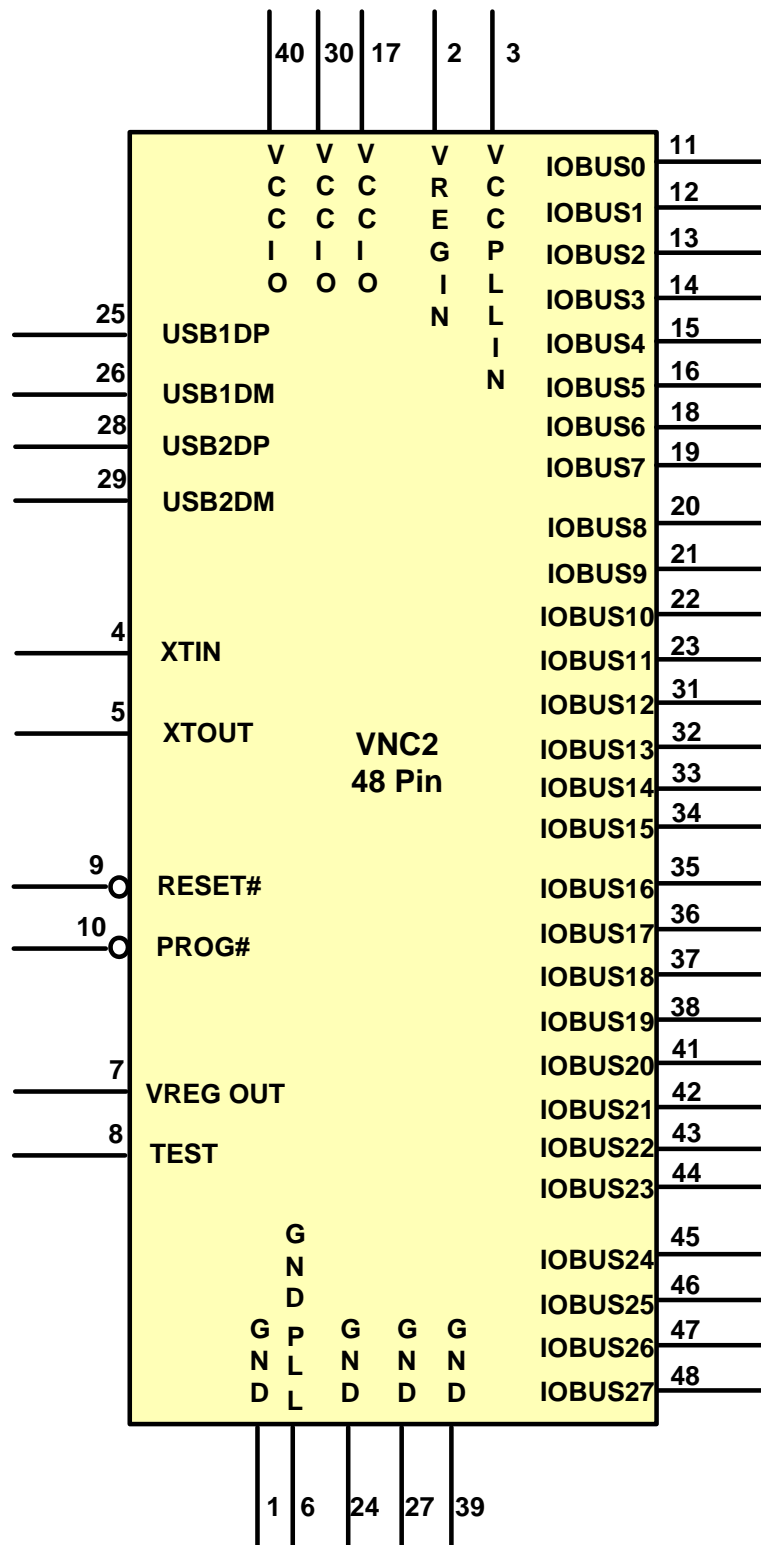 40 30 17 2 3
VCCIO VCCIO VCCIO VREGIN VCCPLLIN
25 USB1DP
26 USB1DM
28 USB2DP
29 USB2DM
4 XTIN
5 XTOUT
9 RESET#
10 PROG#
7 VREG OUT
8 TEST
VNC2
48 Pin
IOBUS0 11
IOBUS1 12
IOBUS2 13
IOBUS3 14
IOBUS4 15
IOBUS5 16
IOBUS6 18
IOBUS7 19
IOBUS8 20
IOBUS9 21
IOBUS10 22
IOBUS11 23
IOBUS12 31
IOBUS13 32
IOBUS14 33
IOBUS15 34
IOBUS16 35
IOBUS17 36
IOBUS18 37
IOBUS19 38
IOBUS20 41
IOBUS21 42
IOBUS22 43
IOBUS23 44
IOBUS24 45
IOBUS25 46
IOBUS26 47
IOBUS27 48
GND GND PLL GND GND GND
1 6 24 27 39